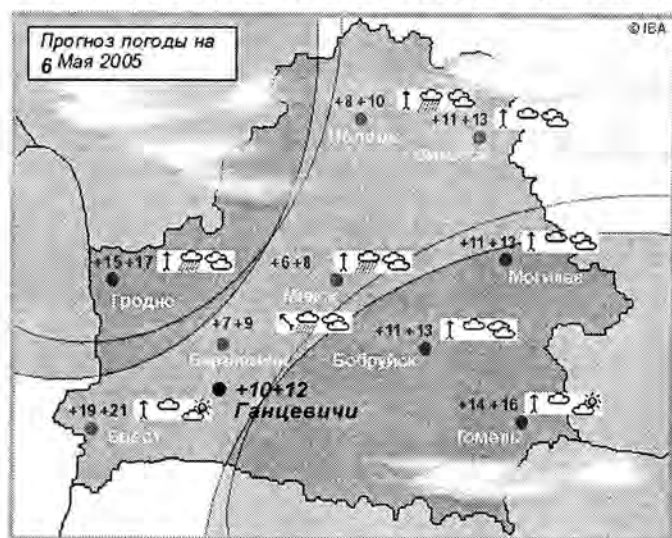 Прогноз погоды на
6 Мая 2005
© IBA
+8 +10
Полоцк
+11 +13
+15 +17
Гродно
+6 +8
Минск
+11 +13
Могилев
+7 +9
Барановичи
+11 +13
Бобруйск
+10+12
Ганцевичи
+19 +21
Брест
+14 +16
Гомель